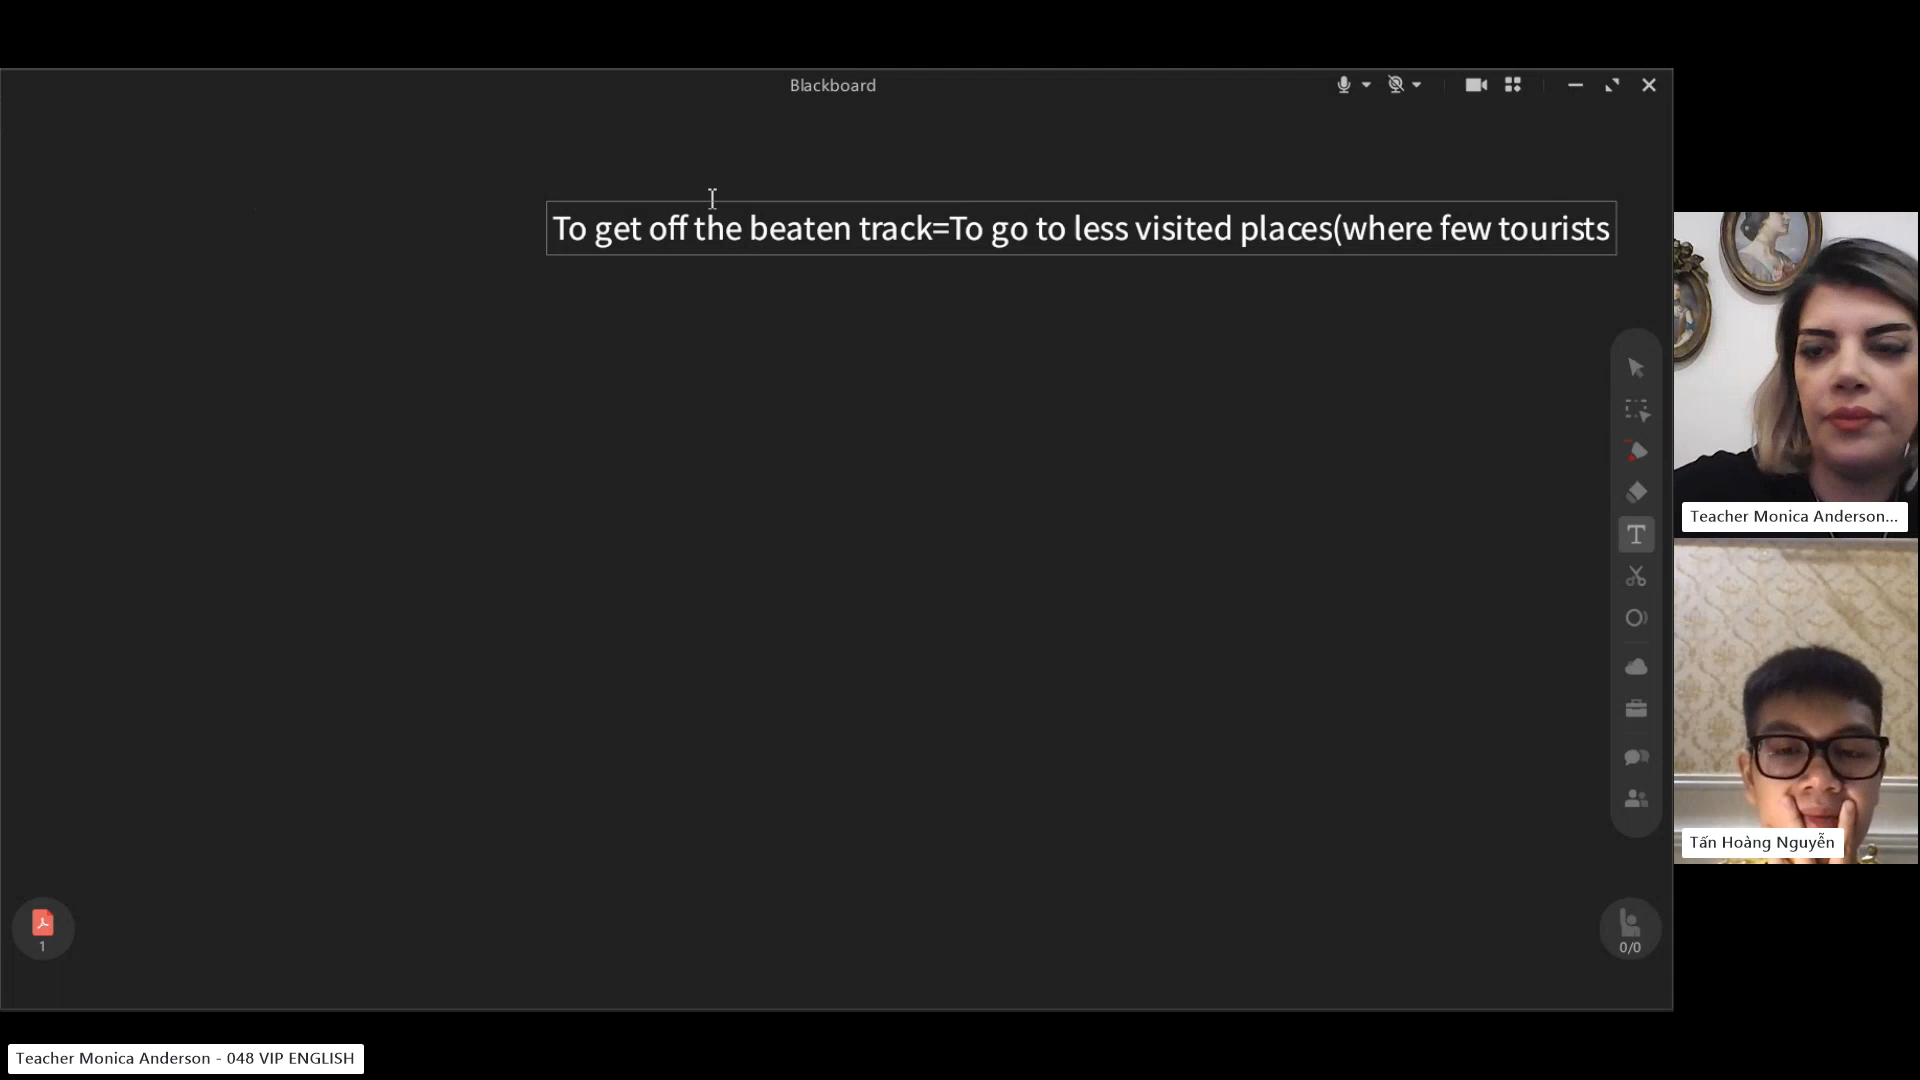 Blackboard
To get off the beaten track=To go to less visited places(where few tourists
Teacher Monica Anderson...
Tấn Hoàng Nguyễn
1
0/0
Teacher Monica Anderson - 048 VIP ENGLISH